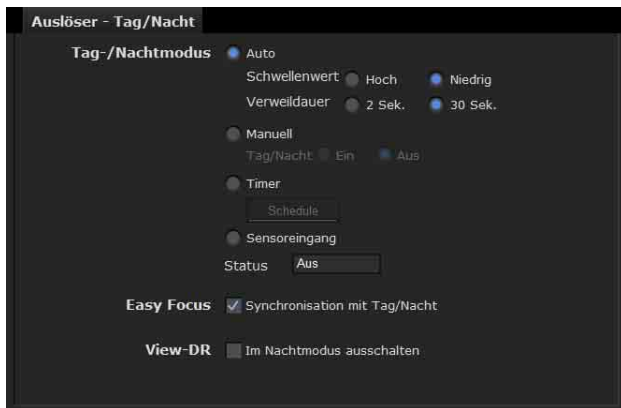 Auslöser - Tag/Nacht
Tag-/Nachtmodus Auto
Schwellenwert Hoch Niedrig
Verweildauer 2 Sek. 30 Sek.
Manuell
Tag/Nacht Ein Aus
Timer
Schedule
Sensoreingang
Status Aus
Easy Focus Synchronisation mit Tag/Nacht
View-DR Im Nachtmodus ausschalten